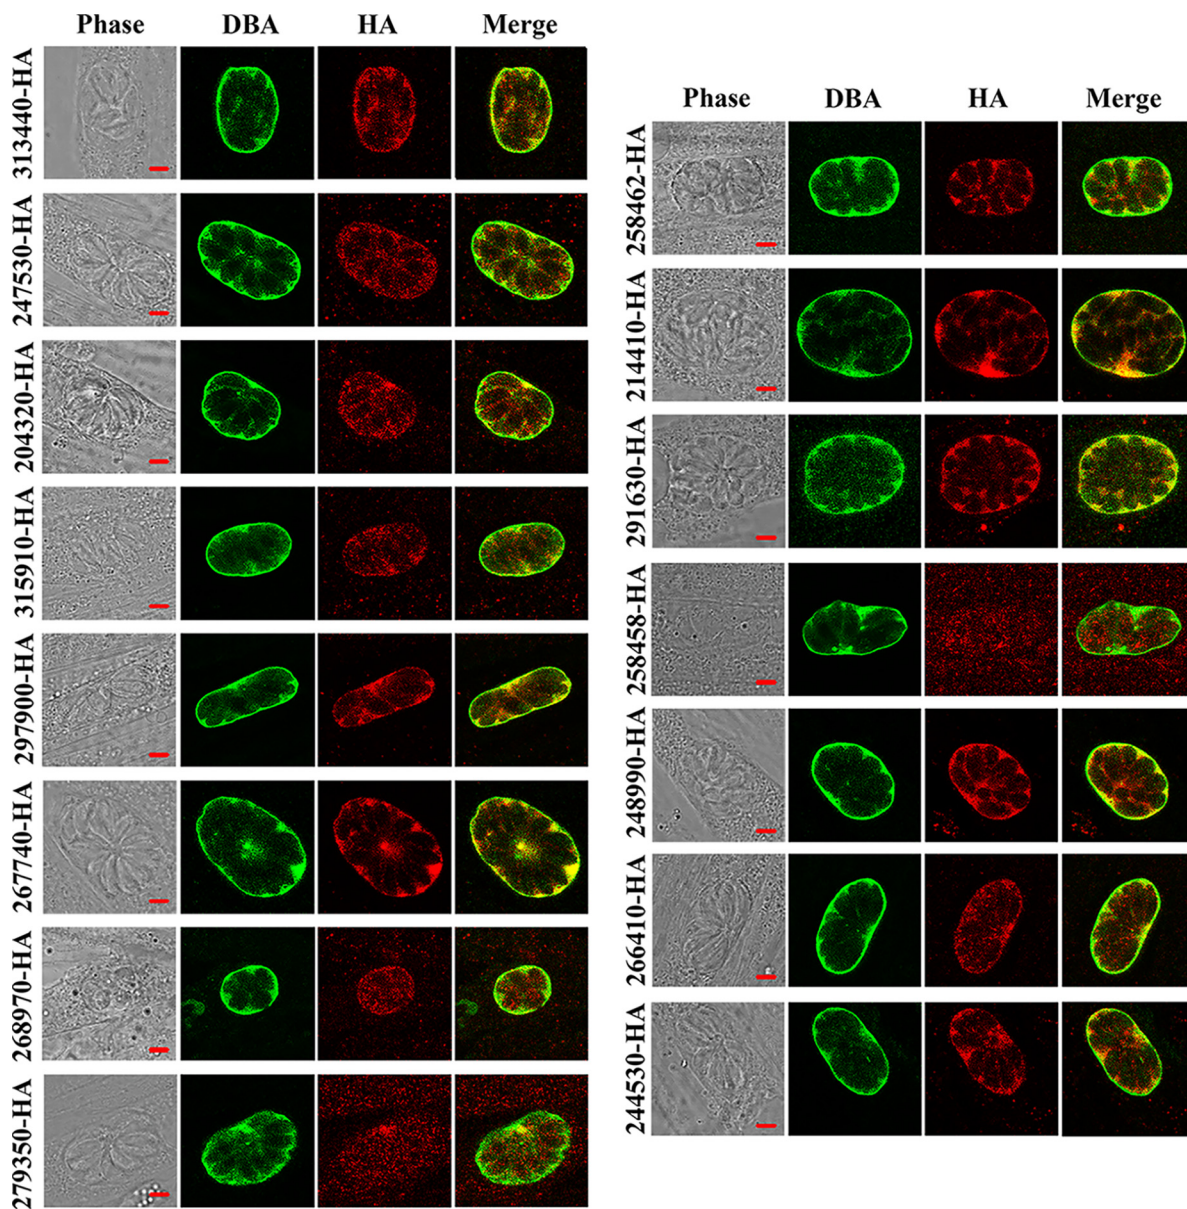 Phase DBA HA Merge
313440-HA
247530-HA
204320-HA
315910-HA
297900-HA
267740-HA
268970-HA
279350-HA
Phase DBA HA Merge
258462-HA
214410-HA
291630-HA
258458-HA
248990-HA
266410-HA
244530-HA